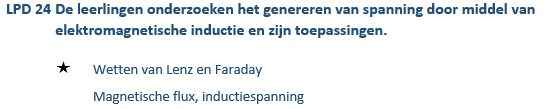 LPD 24 De leerlingen onderzoeken het genereren van spanning door middel van
elektromagnetische inductie en zijn toepassingen.
★ Wetten van Lenz en Faraday
Magnetische flux, inductiespanning